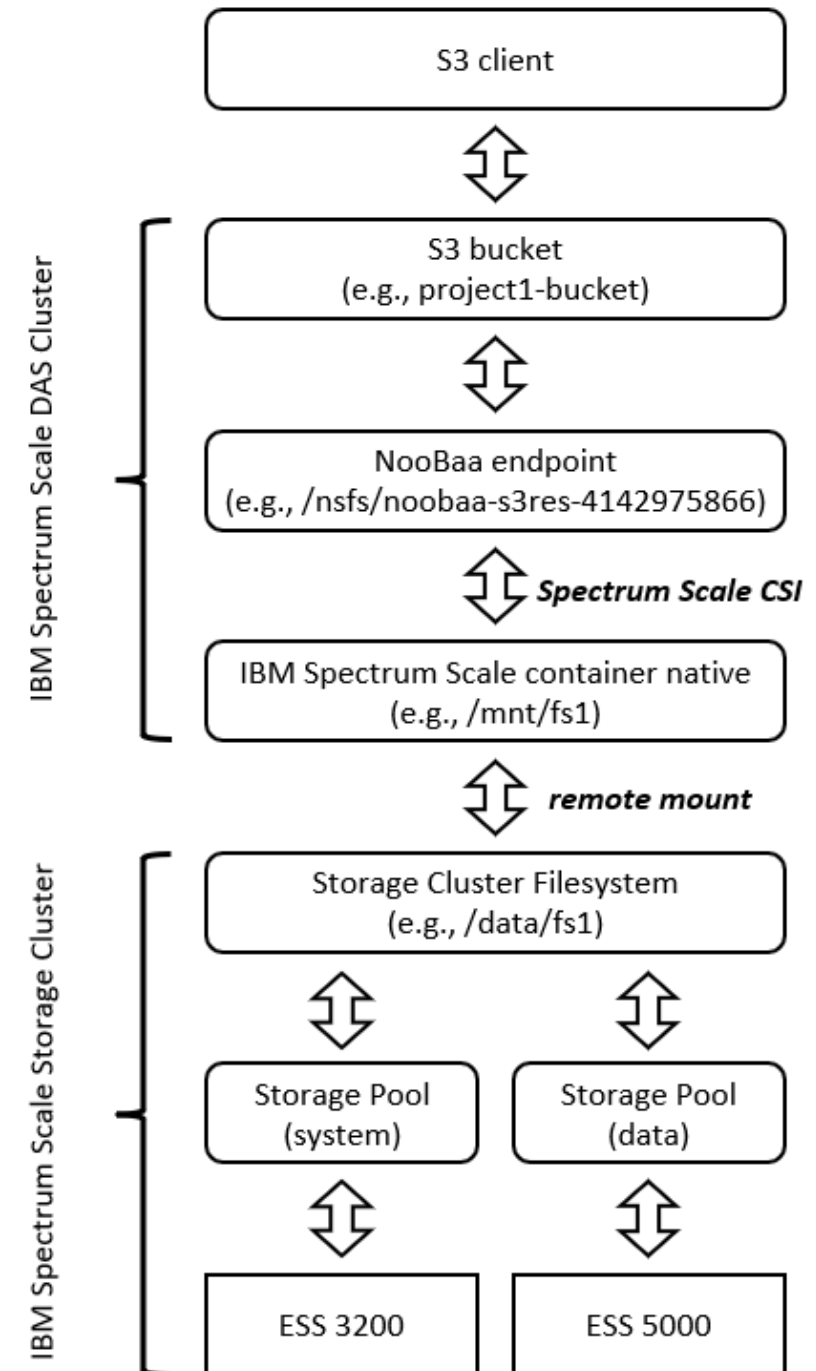 S3 client
IBM Spectrum Scale DAS Cluster
S3 bucket
(e.g., project1-bucket)
NooBaa endpoint
(e.g., /nsfs/noobaa-s3res-4142975866)
Spectrum Scale CSI
IBM Spectrum Scale container native
(e.g., /mnt/fs1)
remote mount
IBM Spectrum Scale Storage Cluster
Storage Cluster Filesystem
(e.g., /data/fs1)
Storage Pool
(system)
Storage Pool
(data)
ESS 3200
ESS 5000